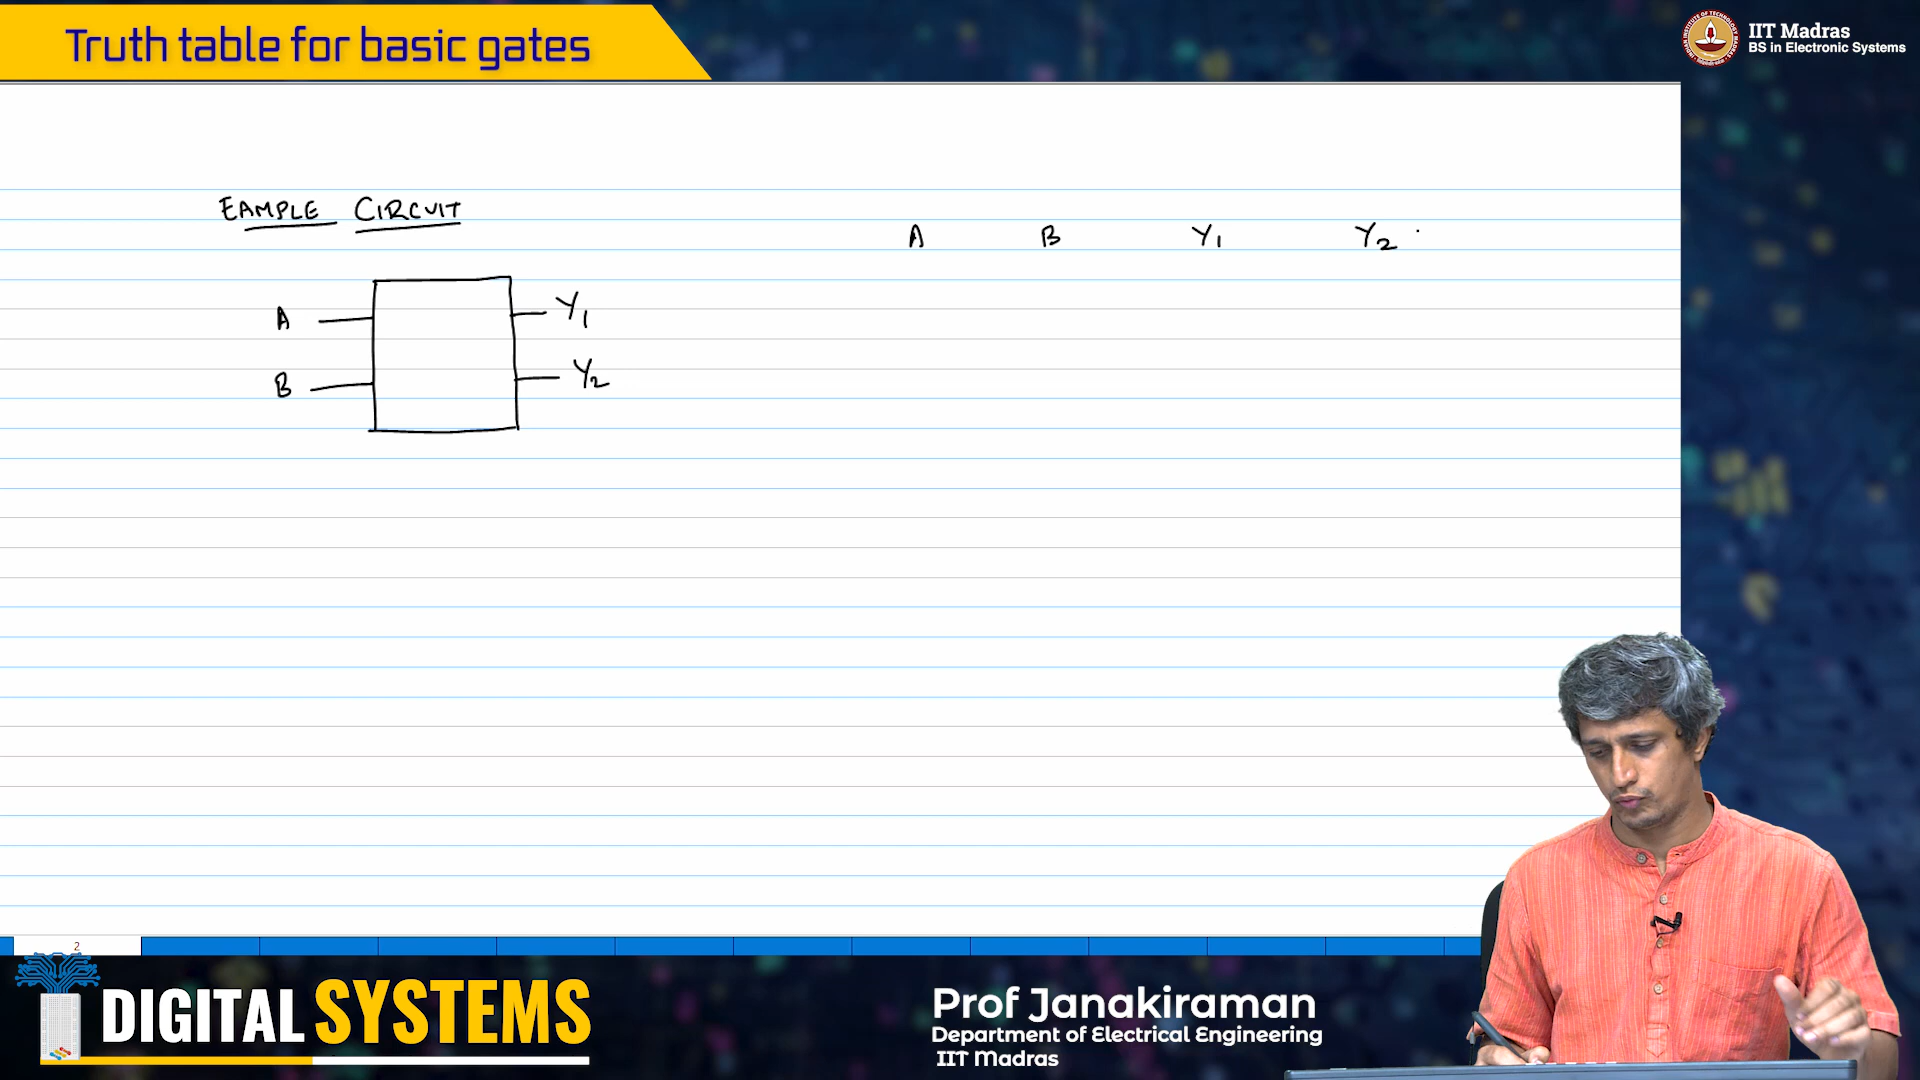 Truth table for basic gates
IIT Madras
BS in Electronic Systems
EAMPLE CIRCUIT
A B Y1 Y2
A Y1
B Y2
2
DIGITAL SYSTEMS
Prof Janakiraman
Department of Electrical Engineering
IIT Madras